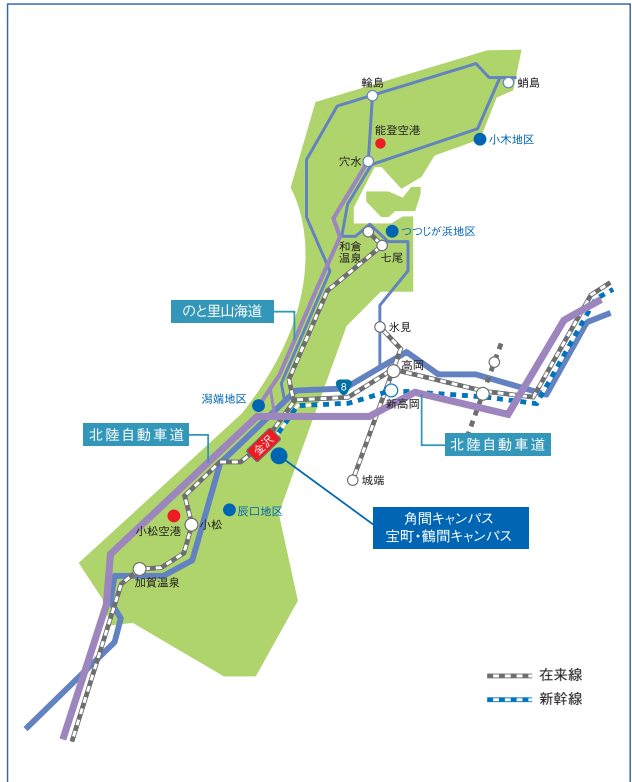 輪島
蛸島
能登空港
小木地区
穴水
つつじが浜地区
和倉
温泉
七尾
のと里山海道
氷見
高岡
8
新高岡
潟端地区
北陸自動車道
金沢
北陸自動車道
城端
辰口地区
角間キャンパス
宝町・鶴間キャンパス
小松空港
小松
加賀温泉
在来線
新幹線